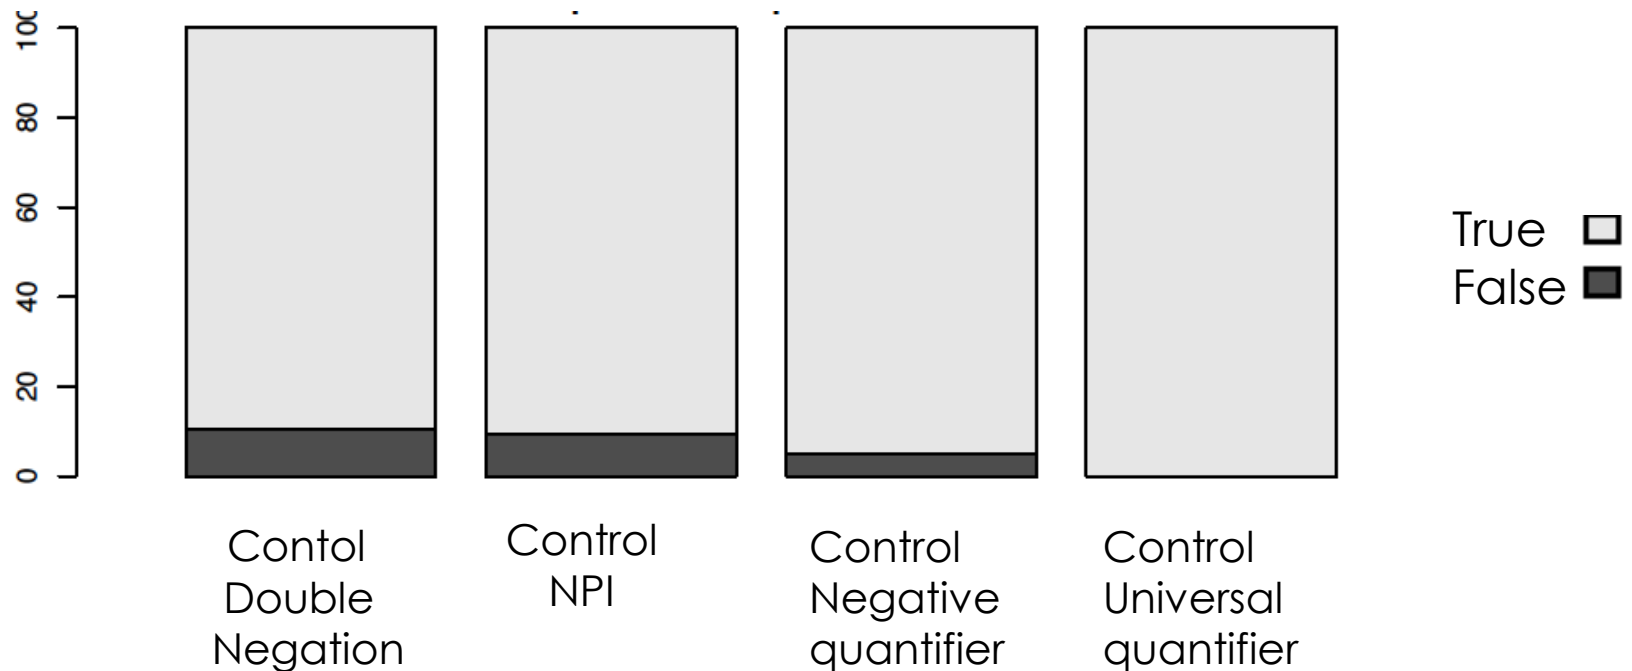 100
80
60
40
20
0
True
False
Contol
Double
Negation
Control
NPI
Control
Negative
quantifier
Control
Universal
quantifier